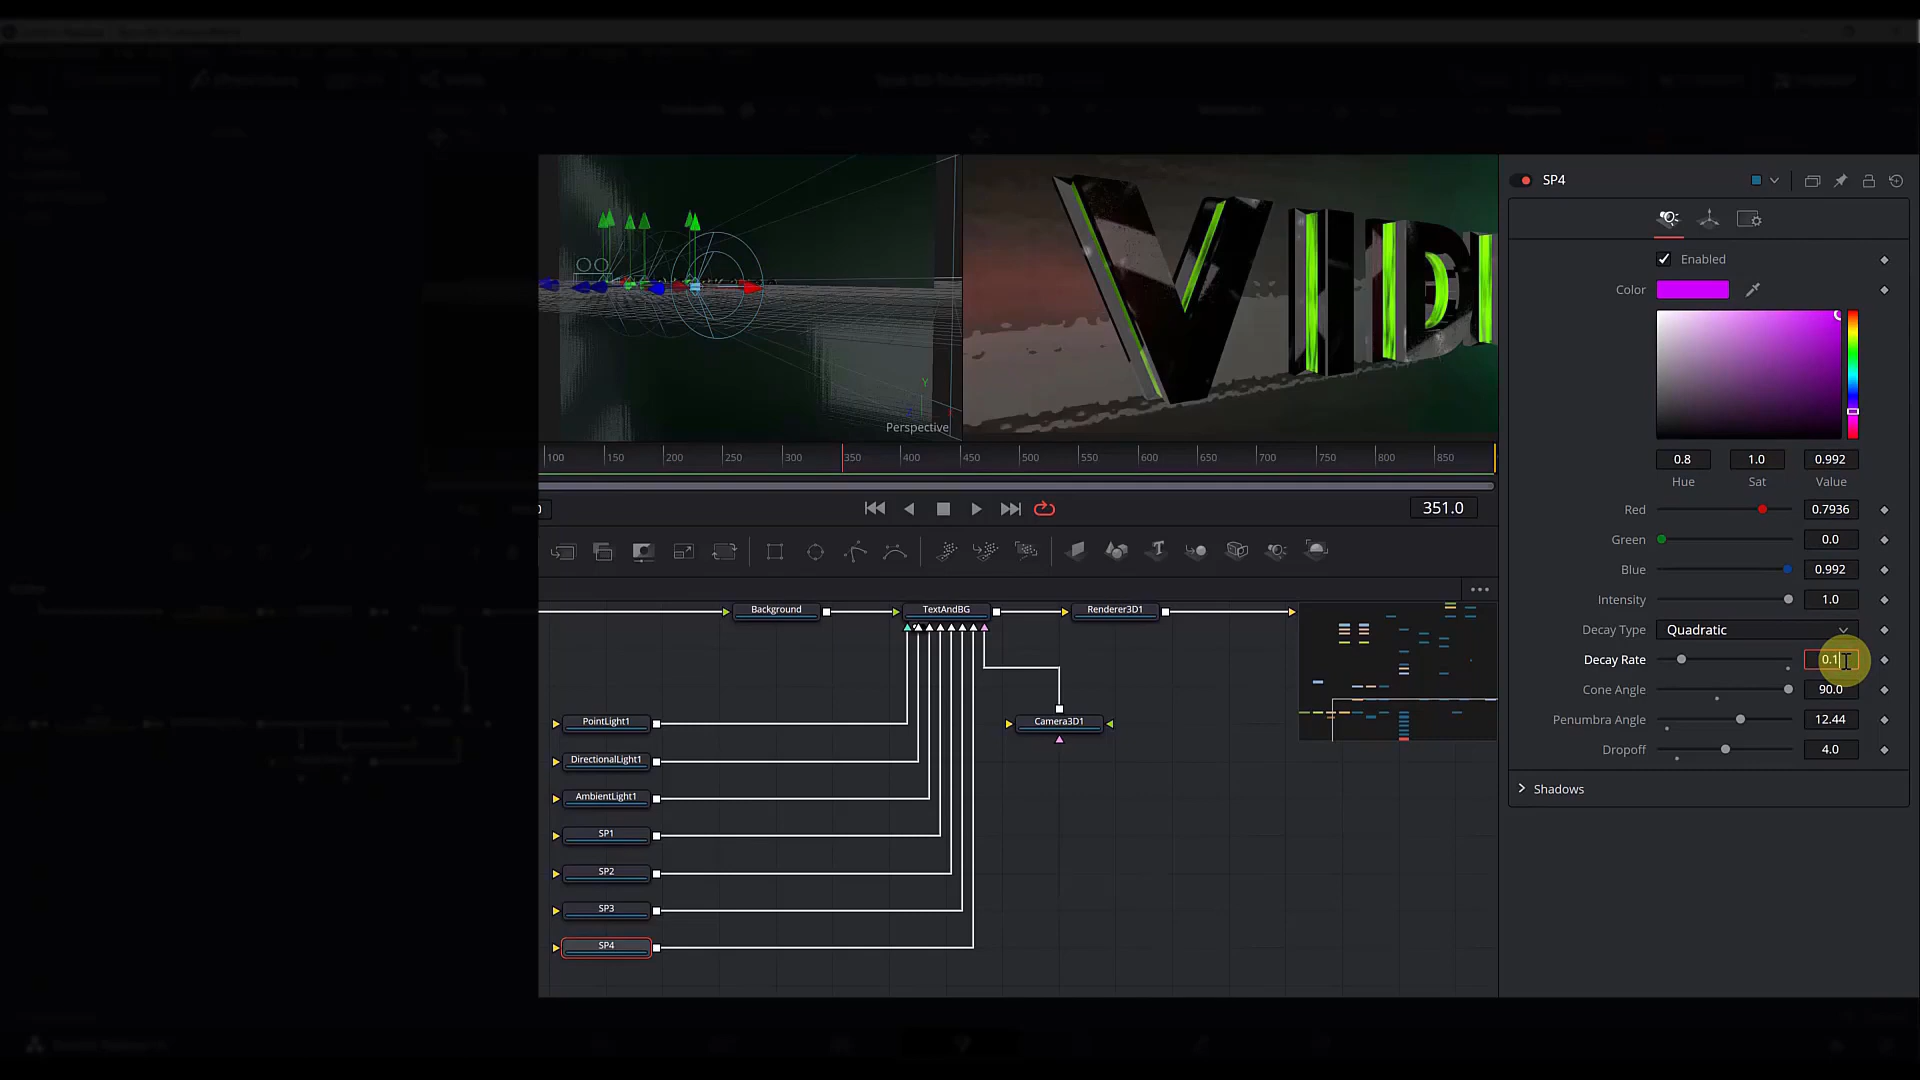 SP4
Enabled
Color
0.8 1.0 0.992
Hue Sat Value
Red 0.7936
Green 0.0
Blue 0.992
Intensity 1.0
Decay Type Quadratic
Decay Rate 0.1
Cone Angle 90.0
Penumbra Angle 12.44
Dropoff 4.0
Shadows
VIDE
Y
Perspective
100 150 200 250 300 350 400 450 500 550 600 650 700 750 800 850
351.0
Background TextAndBG Renderer3D1
PointLight1 Camera3D1
DirectionalLight1
AmbientLight1
SP1
SP2
SP3
SP4